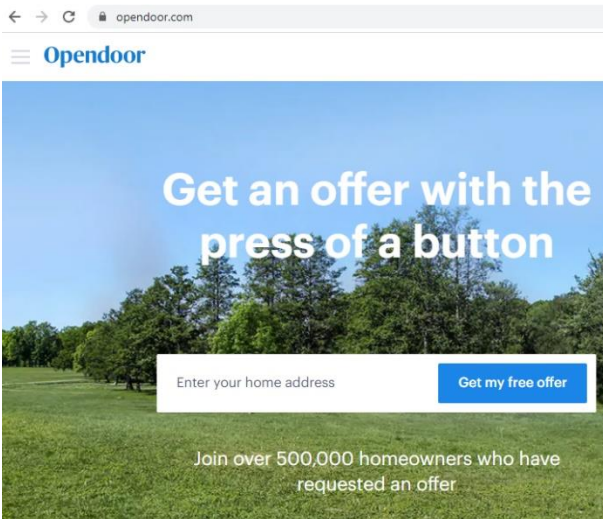 opendoor.com
Opendoor
Get an offer with the
press of a button
Enter your home address
Get my free offer
Join over 500,000 homeowners who have
requested an offer